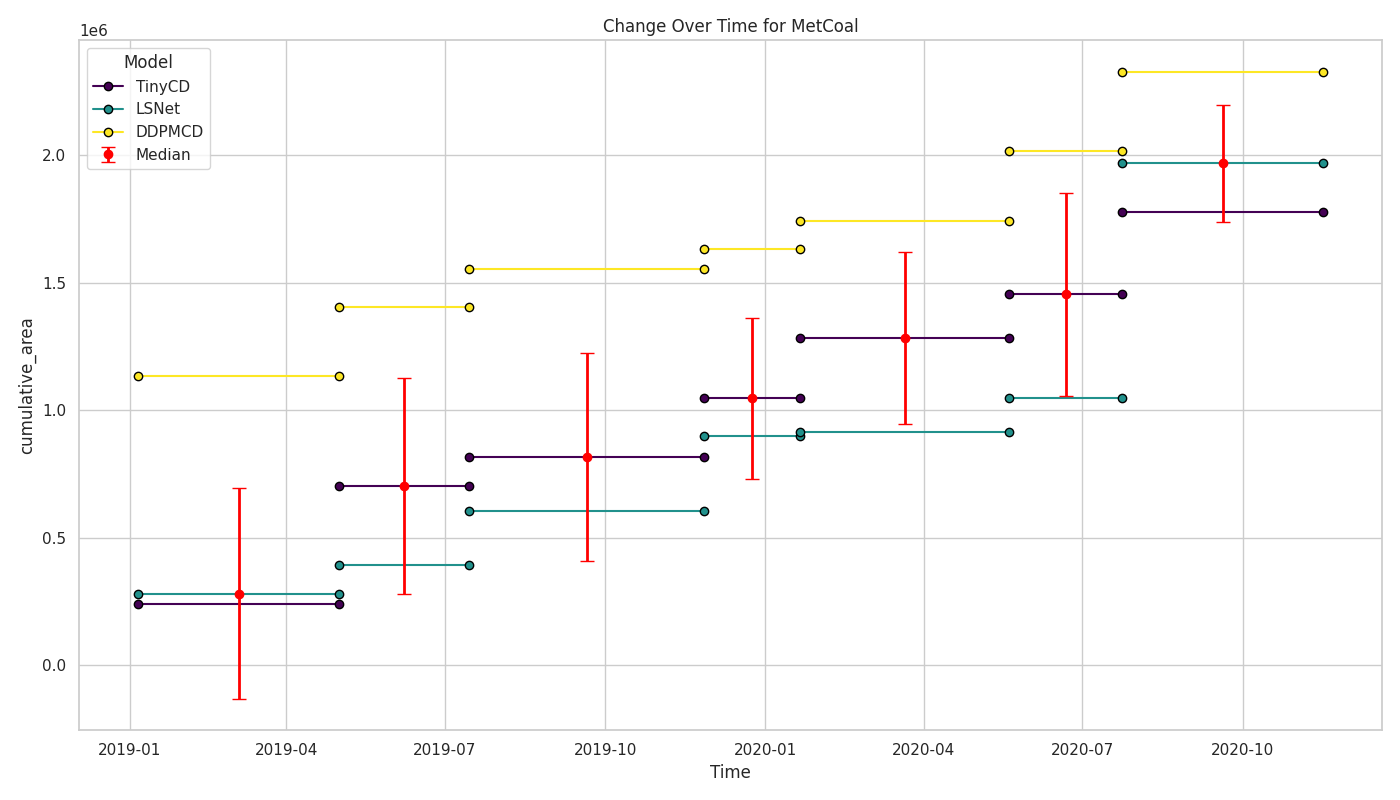 Change Over Time for MetCoal
1e6
Model
TinyCD
LSNet
DDPMCD
Median
2.0
1.5
1.0
0.5
0.0
cumulative_area
2019-01 2019-04 2019-07 2019-10 2020-01 2020-04 2020-07 2020-10
Time